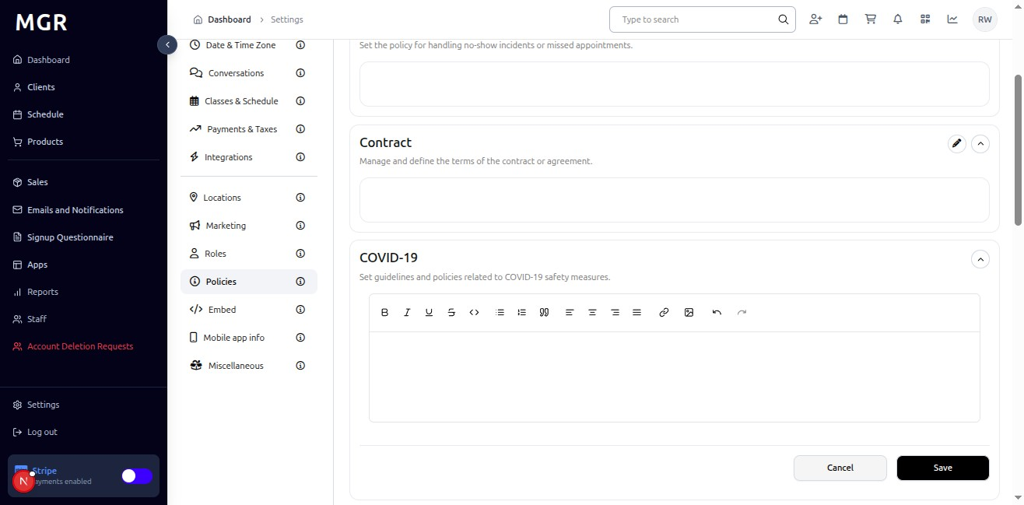 MGR
Dashboard
Clients
Schedule
Products
Sales
Emails and Notifications
Signup Questionnaire
Apps
Reports
Staff
Account Deletion Requests
Settings
Log out
Stripe
ayments enabled
N
Dashboard > Settings
Type to search
RW
Date & Time Zone
Conversations
Classes & Schedule
Payments & Taxes
Integrations
Locations
Marketing
Roles
Policies
Embed
Mobile app info
Miscellaneous
Set the policy for handling no-show incidents or missed appointments.
Contract
Manage and define the terms of the contract or agreement.
COVID-19
Set guidelines and policies related to COVID-19 safety measures.
Cancel
Save